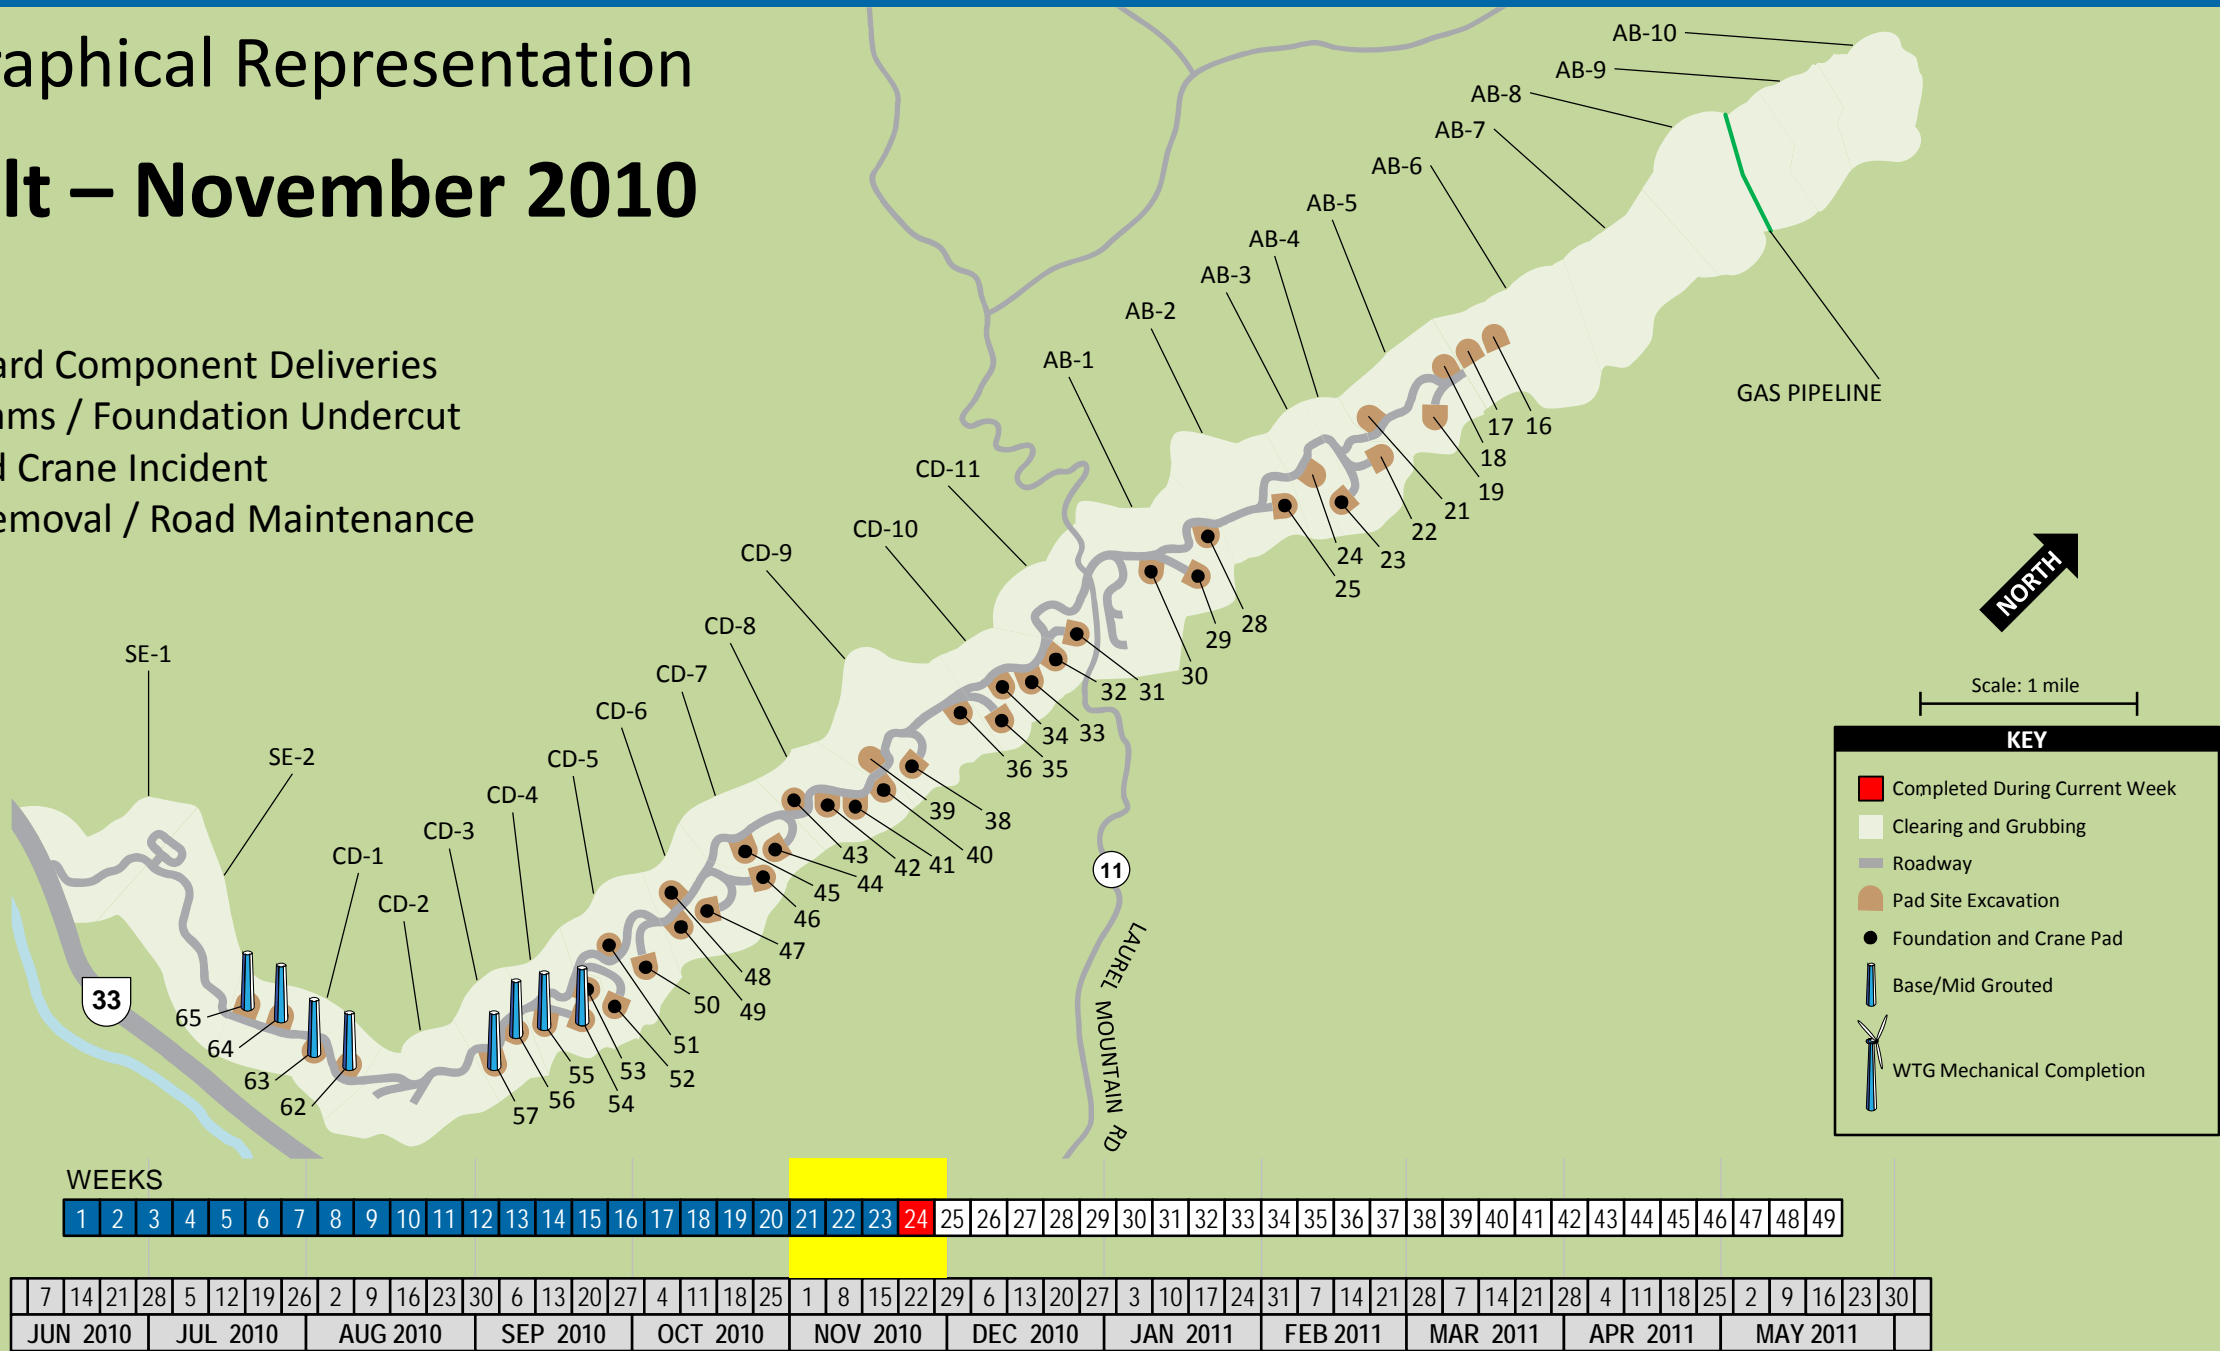 raphical Representation
lt – November 2010
ard Component Deliveries
ams / Foundation Undercut
d Crane Incident
emoval / Road Maintenance
AB-10
AB-9
AB-8
AB-7
AB-6
AB-5
AB-4
AB-3
AB-2
AB-1
CD-11
CD-10
CD-9
CD-8
CD-7
CD-6
CD-5
CD-4
CD-3
CD-2
CD-1
SE-2
SE-1
GAS PIPELINE
16
17
18
19
21
22
23
24
25
28
29
30
31
32
33
34
35
36
38
39
40
41
42
43
44
45
46
47
48
49
50
51
52
53
54
55
56
57
62
63
64
65
33
11
LAUREL MOUNTAIN RD
NORTH
Scale: 1 mile
KEY
Completed During Current Week
Clearing and Grubbing
Roadway
Pad Site Excavation
Foundation and Crane Pad
Base/Mid Grouted
WTG Mechanical Completion
WEEKS
1 2 3 4 5 6 7 8 9 10 11 12 13 14 15 16 17 18 19 20 21 22 23 24 25 26 27 28 29 30 31 32 33 34 35 36 37 38 39 40 41 42 43 44 45 46 47 48 49
7 14 21 28 5 12 19 26 2 9 16 23 30 6 13 20 27 4 11 18 25 1 8 15 22 29 6 13 20 27 3 10 17 24 31 7 14 21 28 7 14 21 28 4 11 18 25 2 9 16 23 30
JUN 2010 JUL 2010 AUG 2010 SEP 2010 OCT 2010 NOV 2010 DEC 2010 JAN 2011 FEB 2011 MAR 2011 APR 2011 MAY 2011